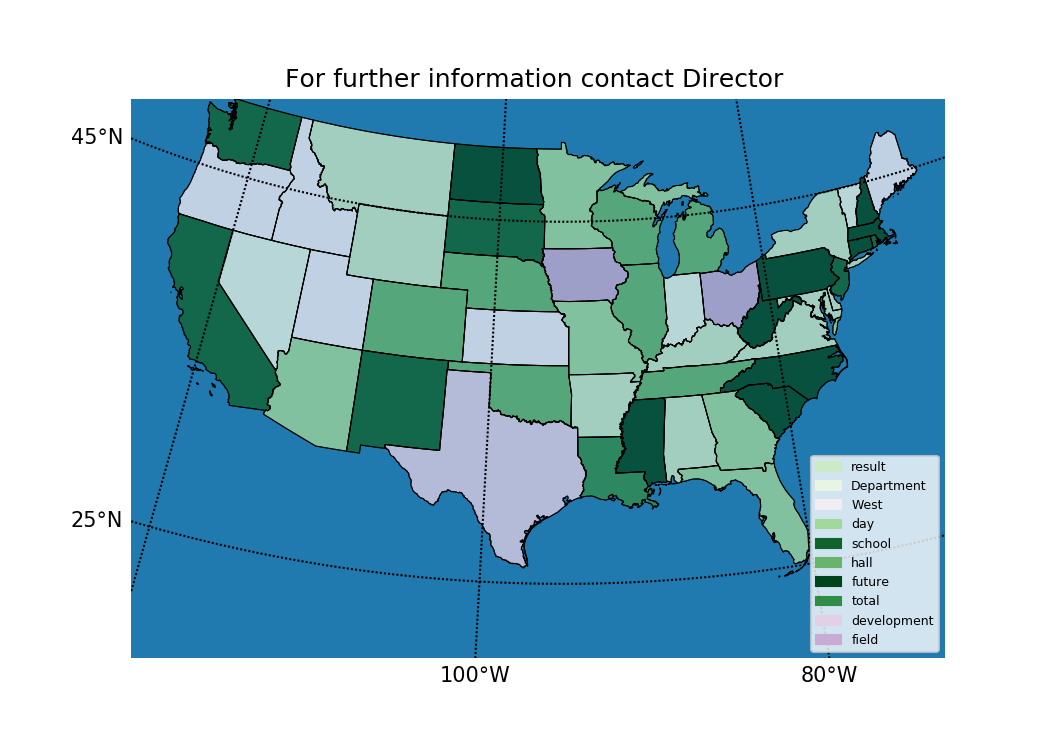 For further information contact Director
45°N
25°N
100°W
80°W
result
Department
West
day
school
hall
future
total
development
field